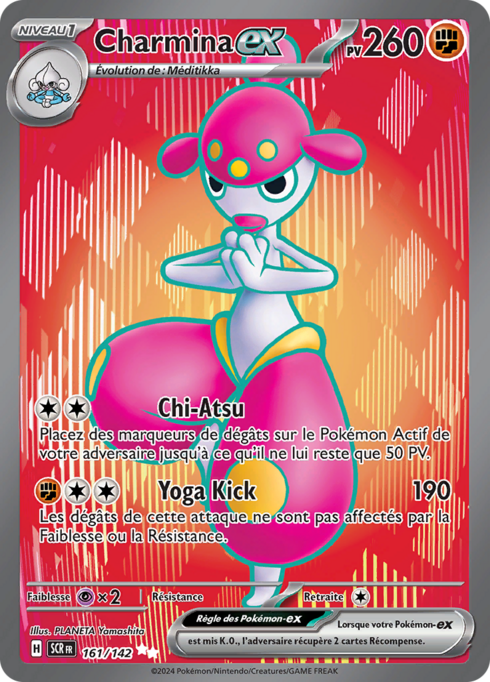 NIVEAU 1
Charmina ex
PV 260
Évolution de : Méditikka
Chi-Atsu
Placez des marqueurs de dégâts sur le Pokémon Actif de
votre adversaire jusqu'à ce qu'il ne lui reste que 50 PV.
Yoga Kick 190
Les dégâts de cette attaque ne sont pas affectés par la
Faiblesse ou la Résistance.
Faiblesse ×2 Résistance Retraite
Règle des Pokémon-ex Lorsque votre Pokémon-ex
est mis K.O., l'adversaire récupère 2 cartes Récompense.
Illus. PLANETA Yamashita
H SCR FR 161/142
©2024 Pokémon/Nintendo/Creatures/GAME FREAK